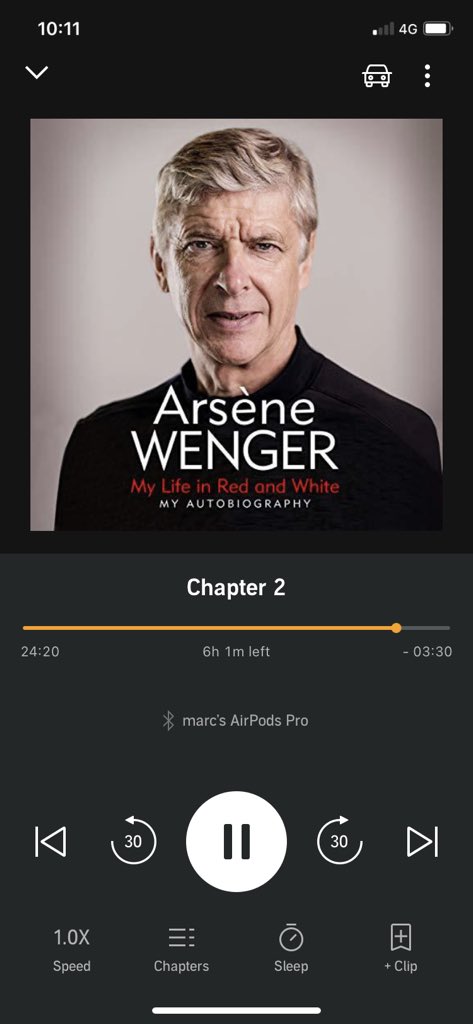 10:11
4G
Arsène
WENGER
My Life in Red and White
MY AUTOBIOGRAPHY
Chapter 2
24:20
6h 1m left
- 03:30
marc's AirPods Pro
30
30
1.0X
Speed
Chapters
Sleep
+ Clip